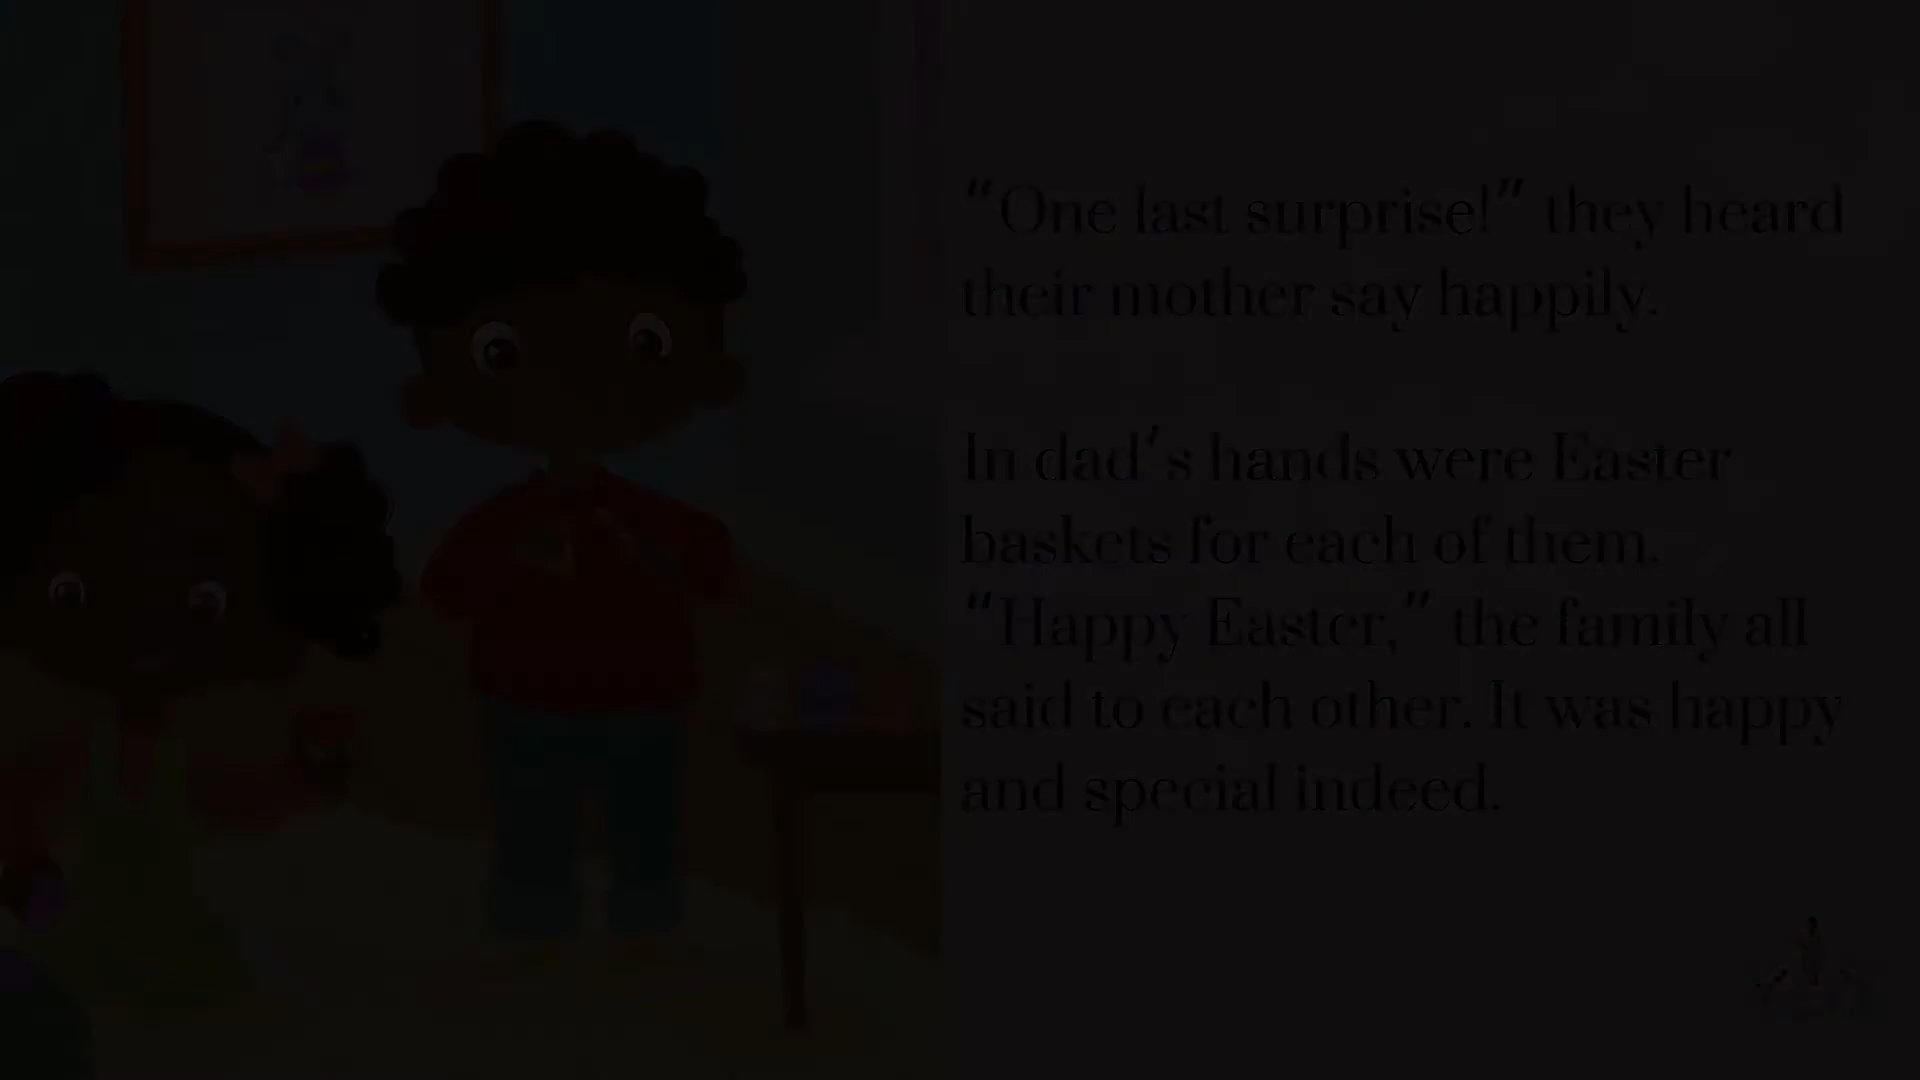 "One last surprise!" they heard
their mother say happily.
In dad's hands were Easter
baskets for each of them.
"Happy Easter," the family all
said to each other. It was happy
and special indeed.